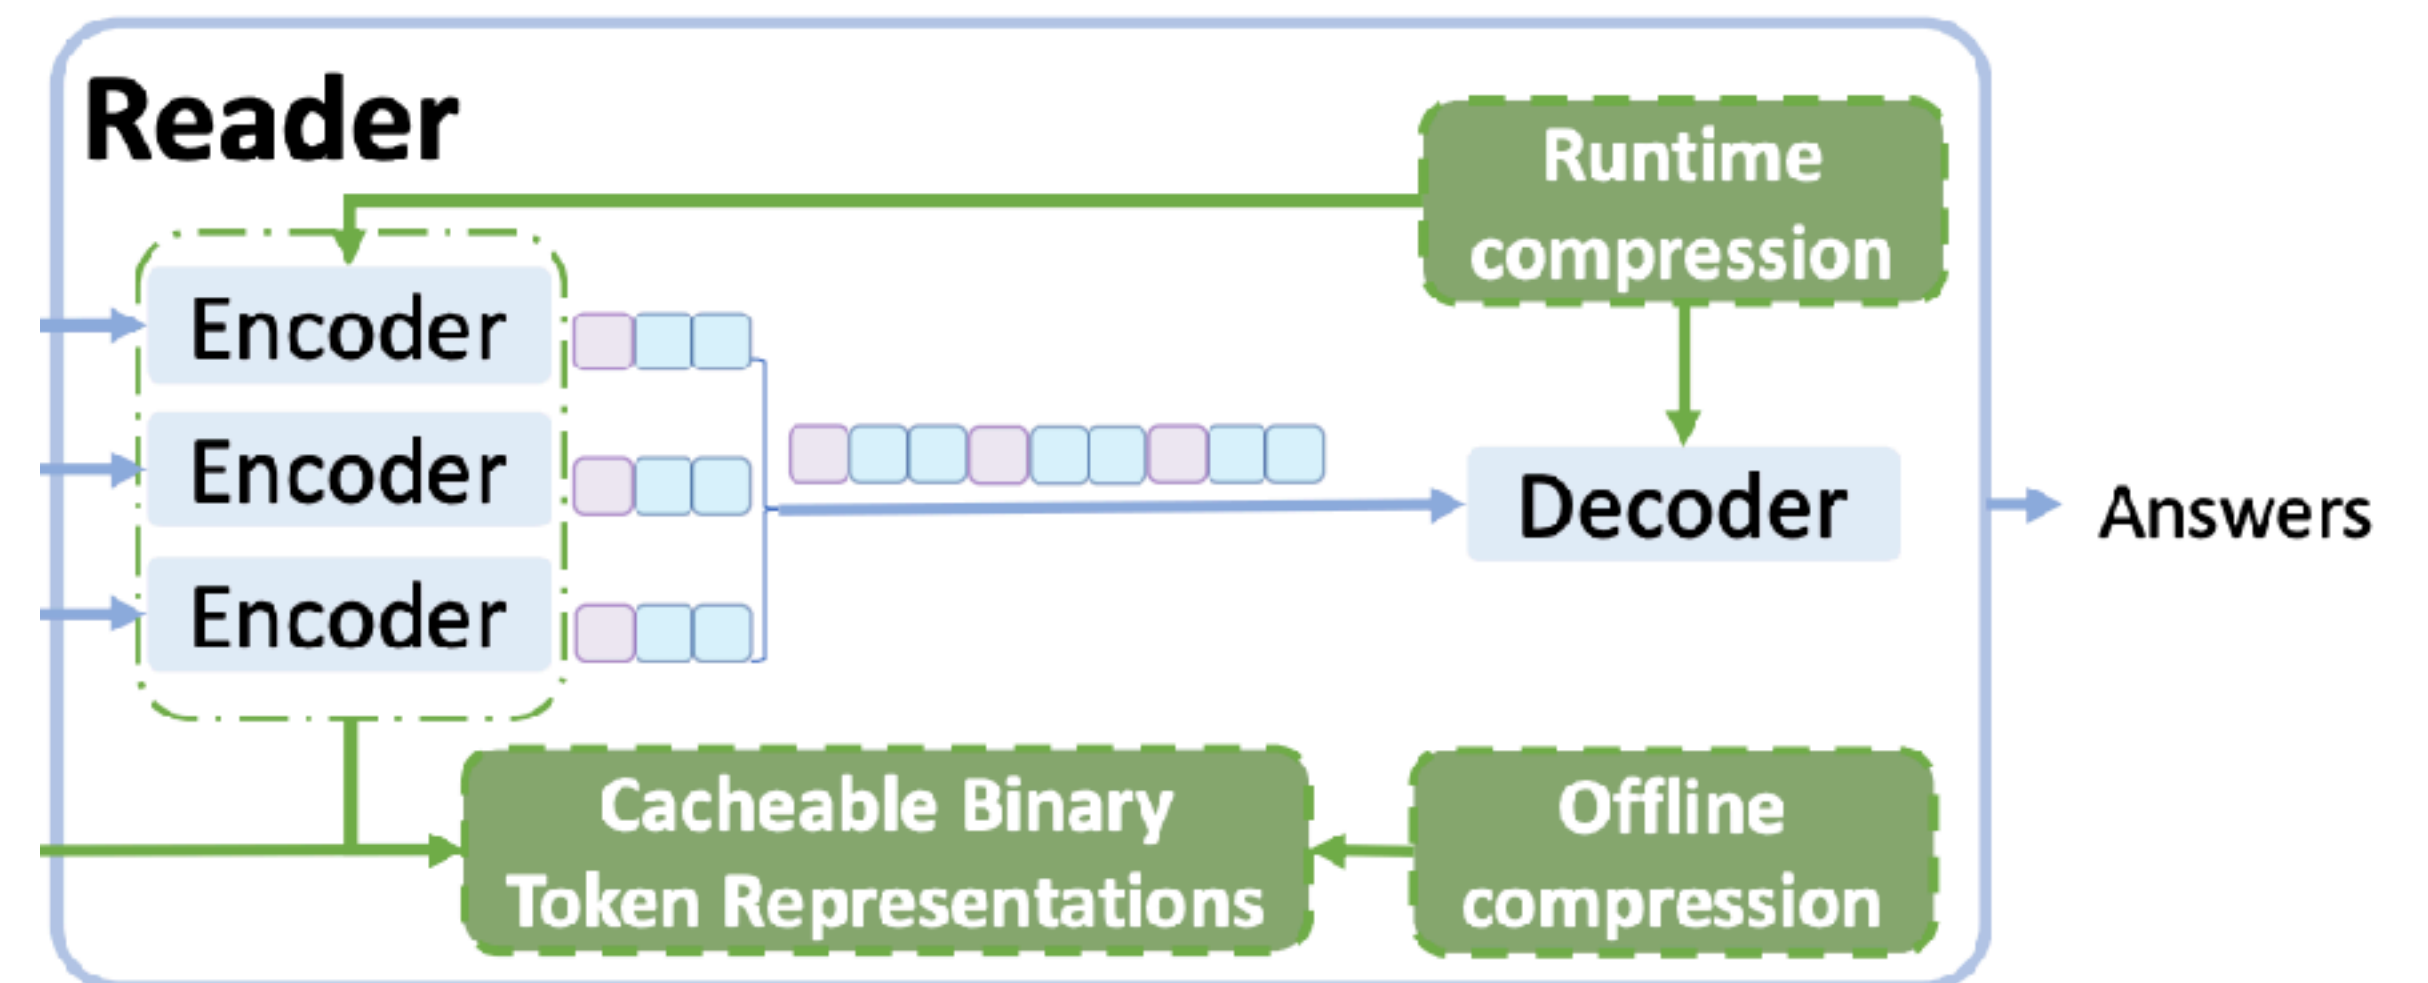 Reader
Runtime
compression
Encoder
Encoder
Encoder
Decoder
Answers
Cacheable Binary
Token Representations
Offline
compression